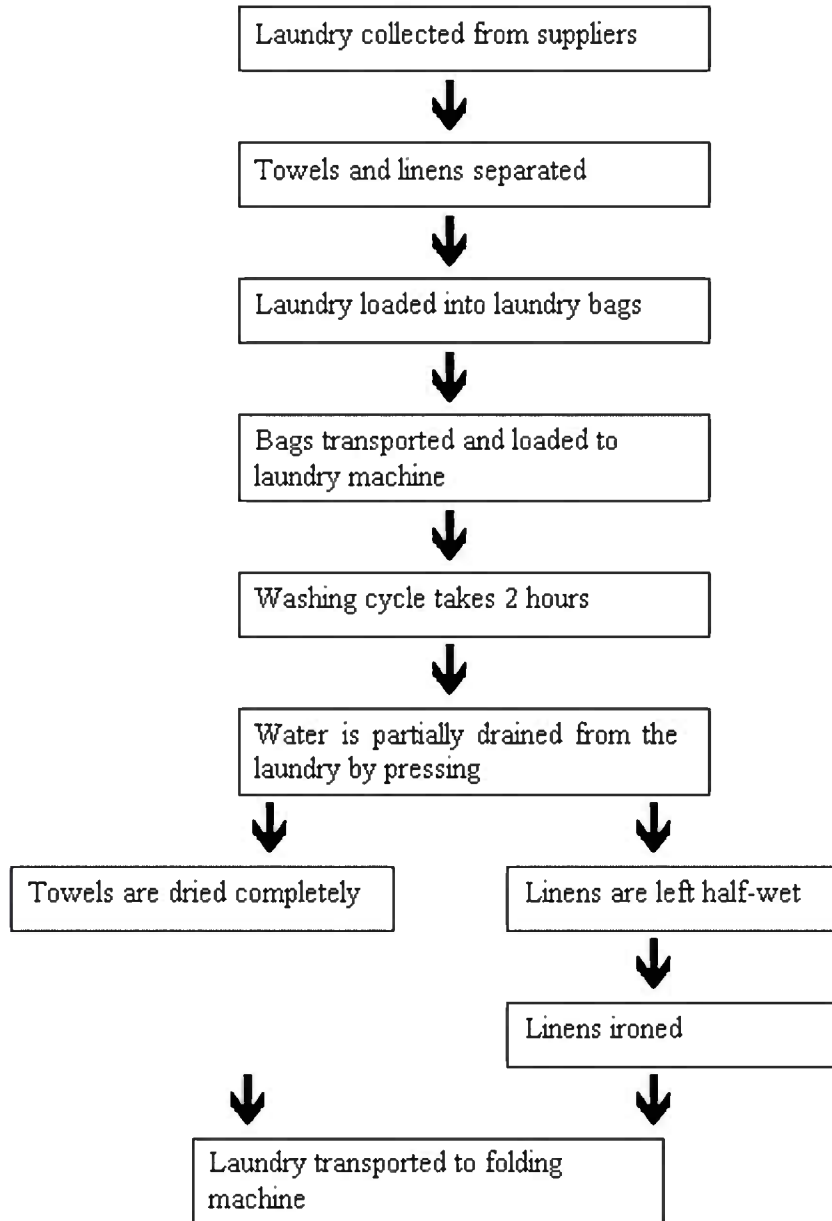 Laundry collected from suppliers
Towels and linens separated
Laundry loaded into laundry bags
Bags transported and loaded to
laundry machine
Washing cycle takes 2 hours
Water is partially drained from the
laundry by pressing
Towels are dried completely
Linens are left half-wet
Linens ironed
Laundry transported to folding
machine